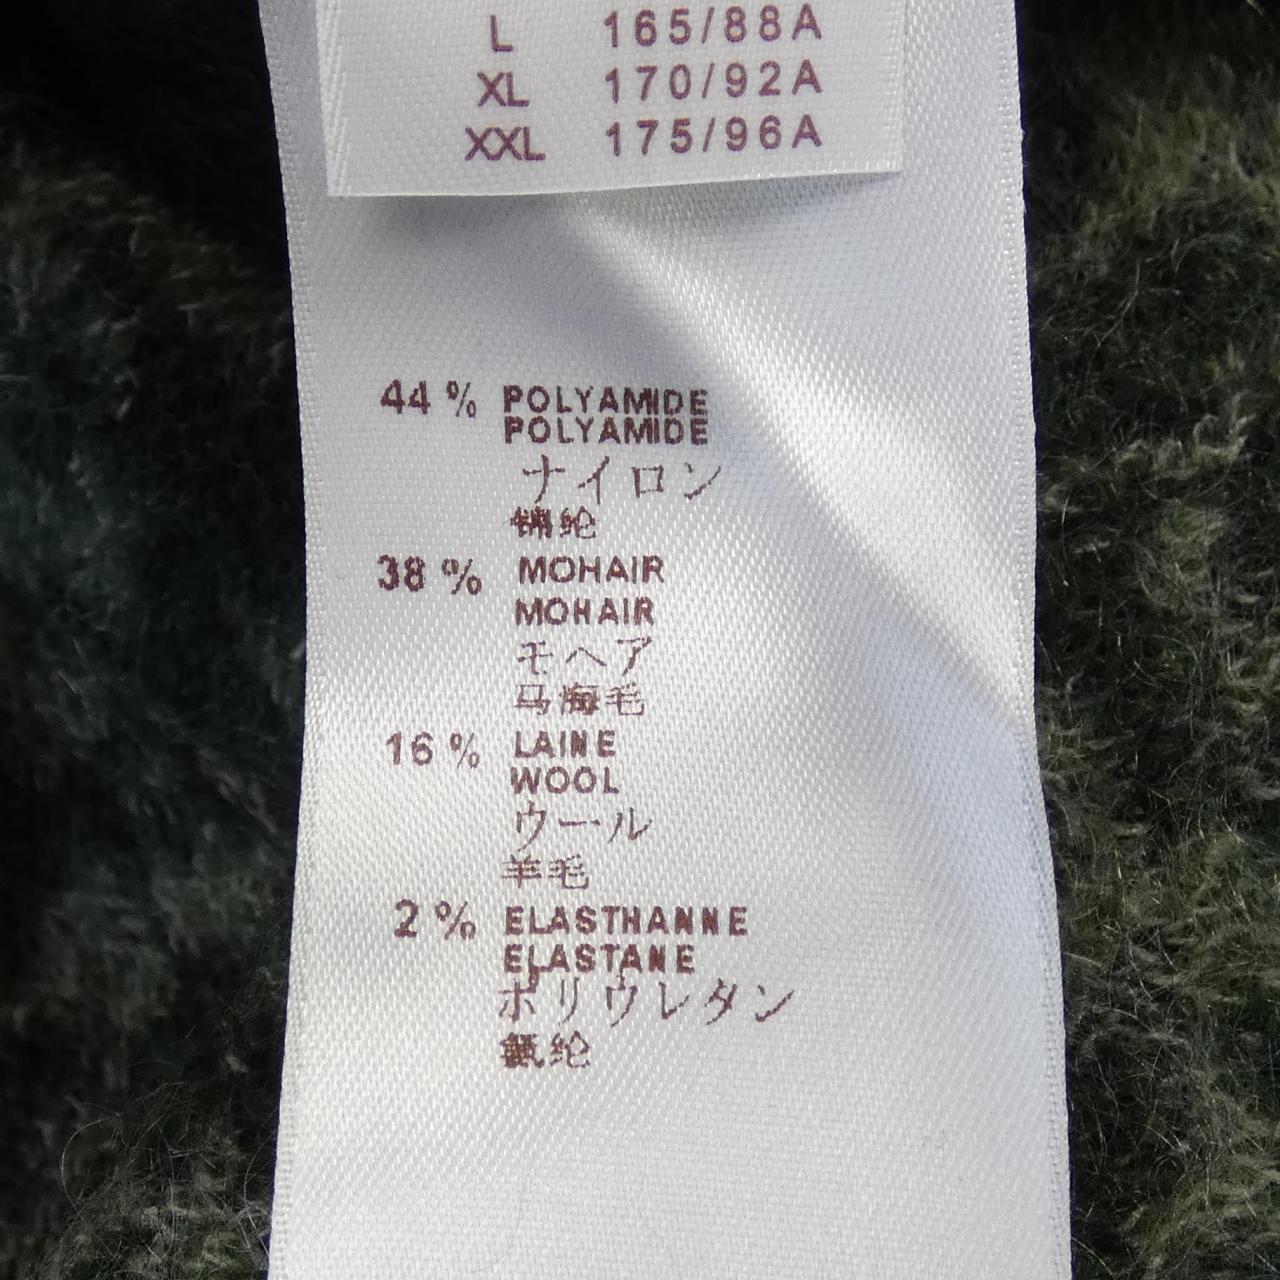 L 165/88A
XL 170/92A
XXL 175/96A
44 % POLYAMIDE
POLYAMIDE
ナイロン
锦纶
38 % MOHAIR
MOHAIR
モヘア
马海毛
16 % LAINE
WOOL
ウール
羊毛
2 % ELASTHANNE
ELASTANE
ポリウレタン
氨纶